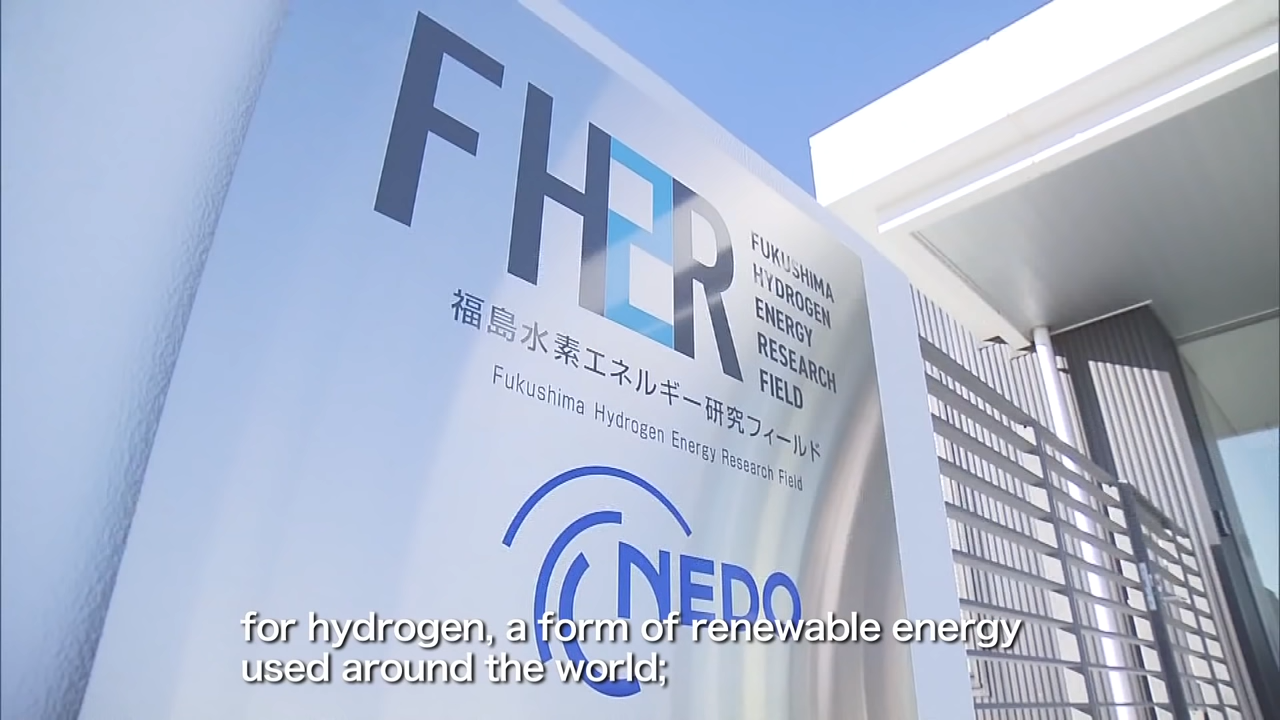 FH2R
FUKUSHIMA
HYDROGEN
ENERGY
RESEARCH
FIELD
福島水素エネルギー研究フィールド
Fukushima Hydrogen Energy Research Field
NEDO
for hydrogen, a form of renewable energy
used around the world;